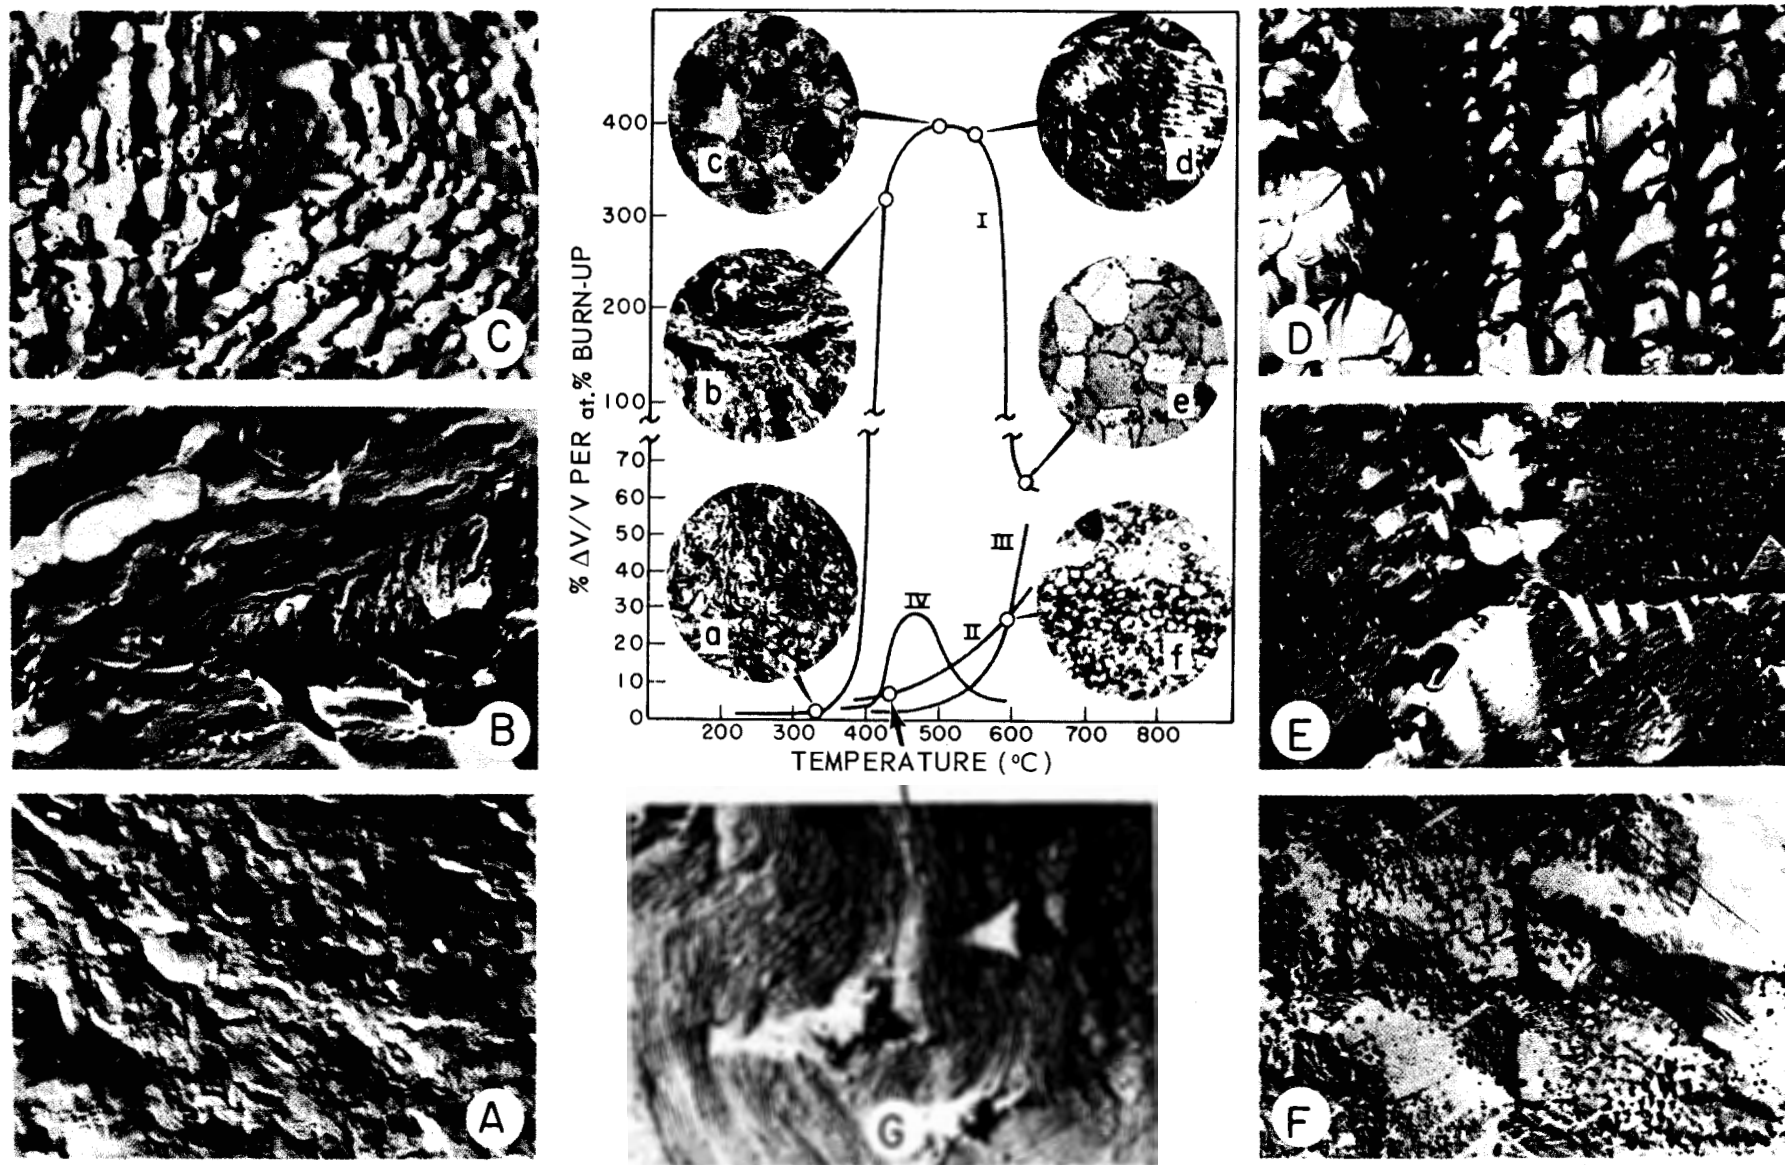 C
B
A
% ΔV/V PER at.% BURN-UP
400
300
200
100
70
60
50
40
30
20
10
0
200 300 400 500 600 700 800
TEMPERATURE (°C)
c
d
b
e
a
f
I
III
IV
II
G
D
E
F